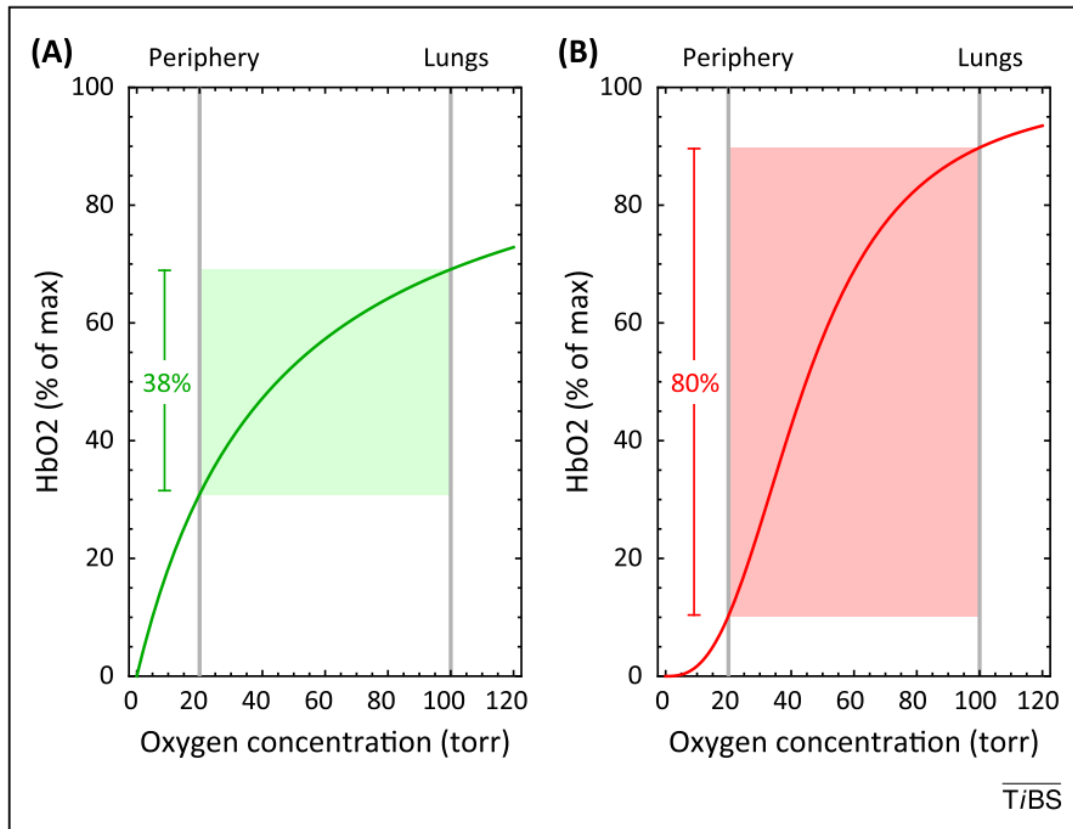 (A)
Periphery
Lungs
100
80
60
40
20
0
HbO2 (% of max)
38%
0 20 40 60 80 100 120
Oxygen concentration (torr)
(B)
Periphery
Lungs
100
80
60
40
20
0
HbO2 (% of max)
80%
0 20 40 60 80 100 120
Oxygen concentration (torr)
TiBS